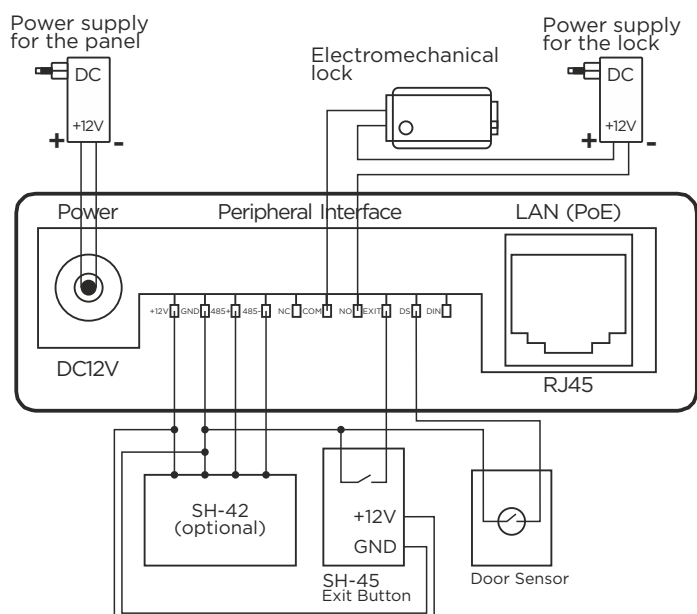 Power supply
for the panel
DC
+12V
+ -
Electromechanical
lock
Power supply
for the lock
DC
+12V
+ -
Power
Peripheral Interface
LAN (PoE)
+12V GND 485+ 485- NC COM NO EXIT DS DIN
DC12V
RJ45
SH-42
(optional)
+12V
GND
SH-45
Exit Button
Door Sensor